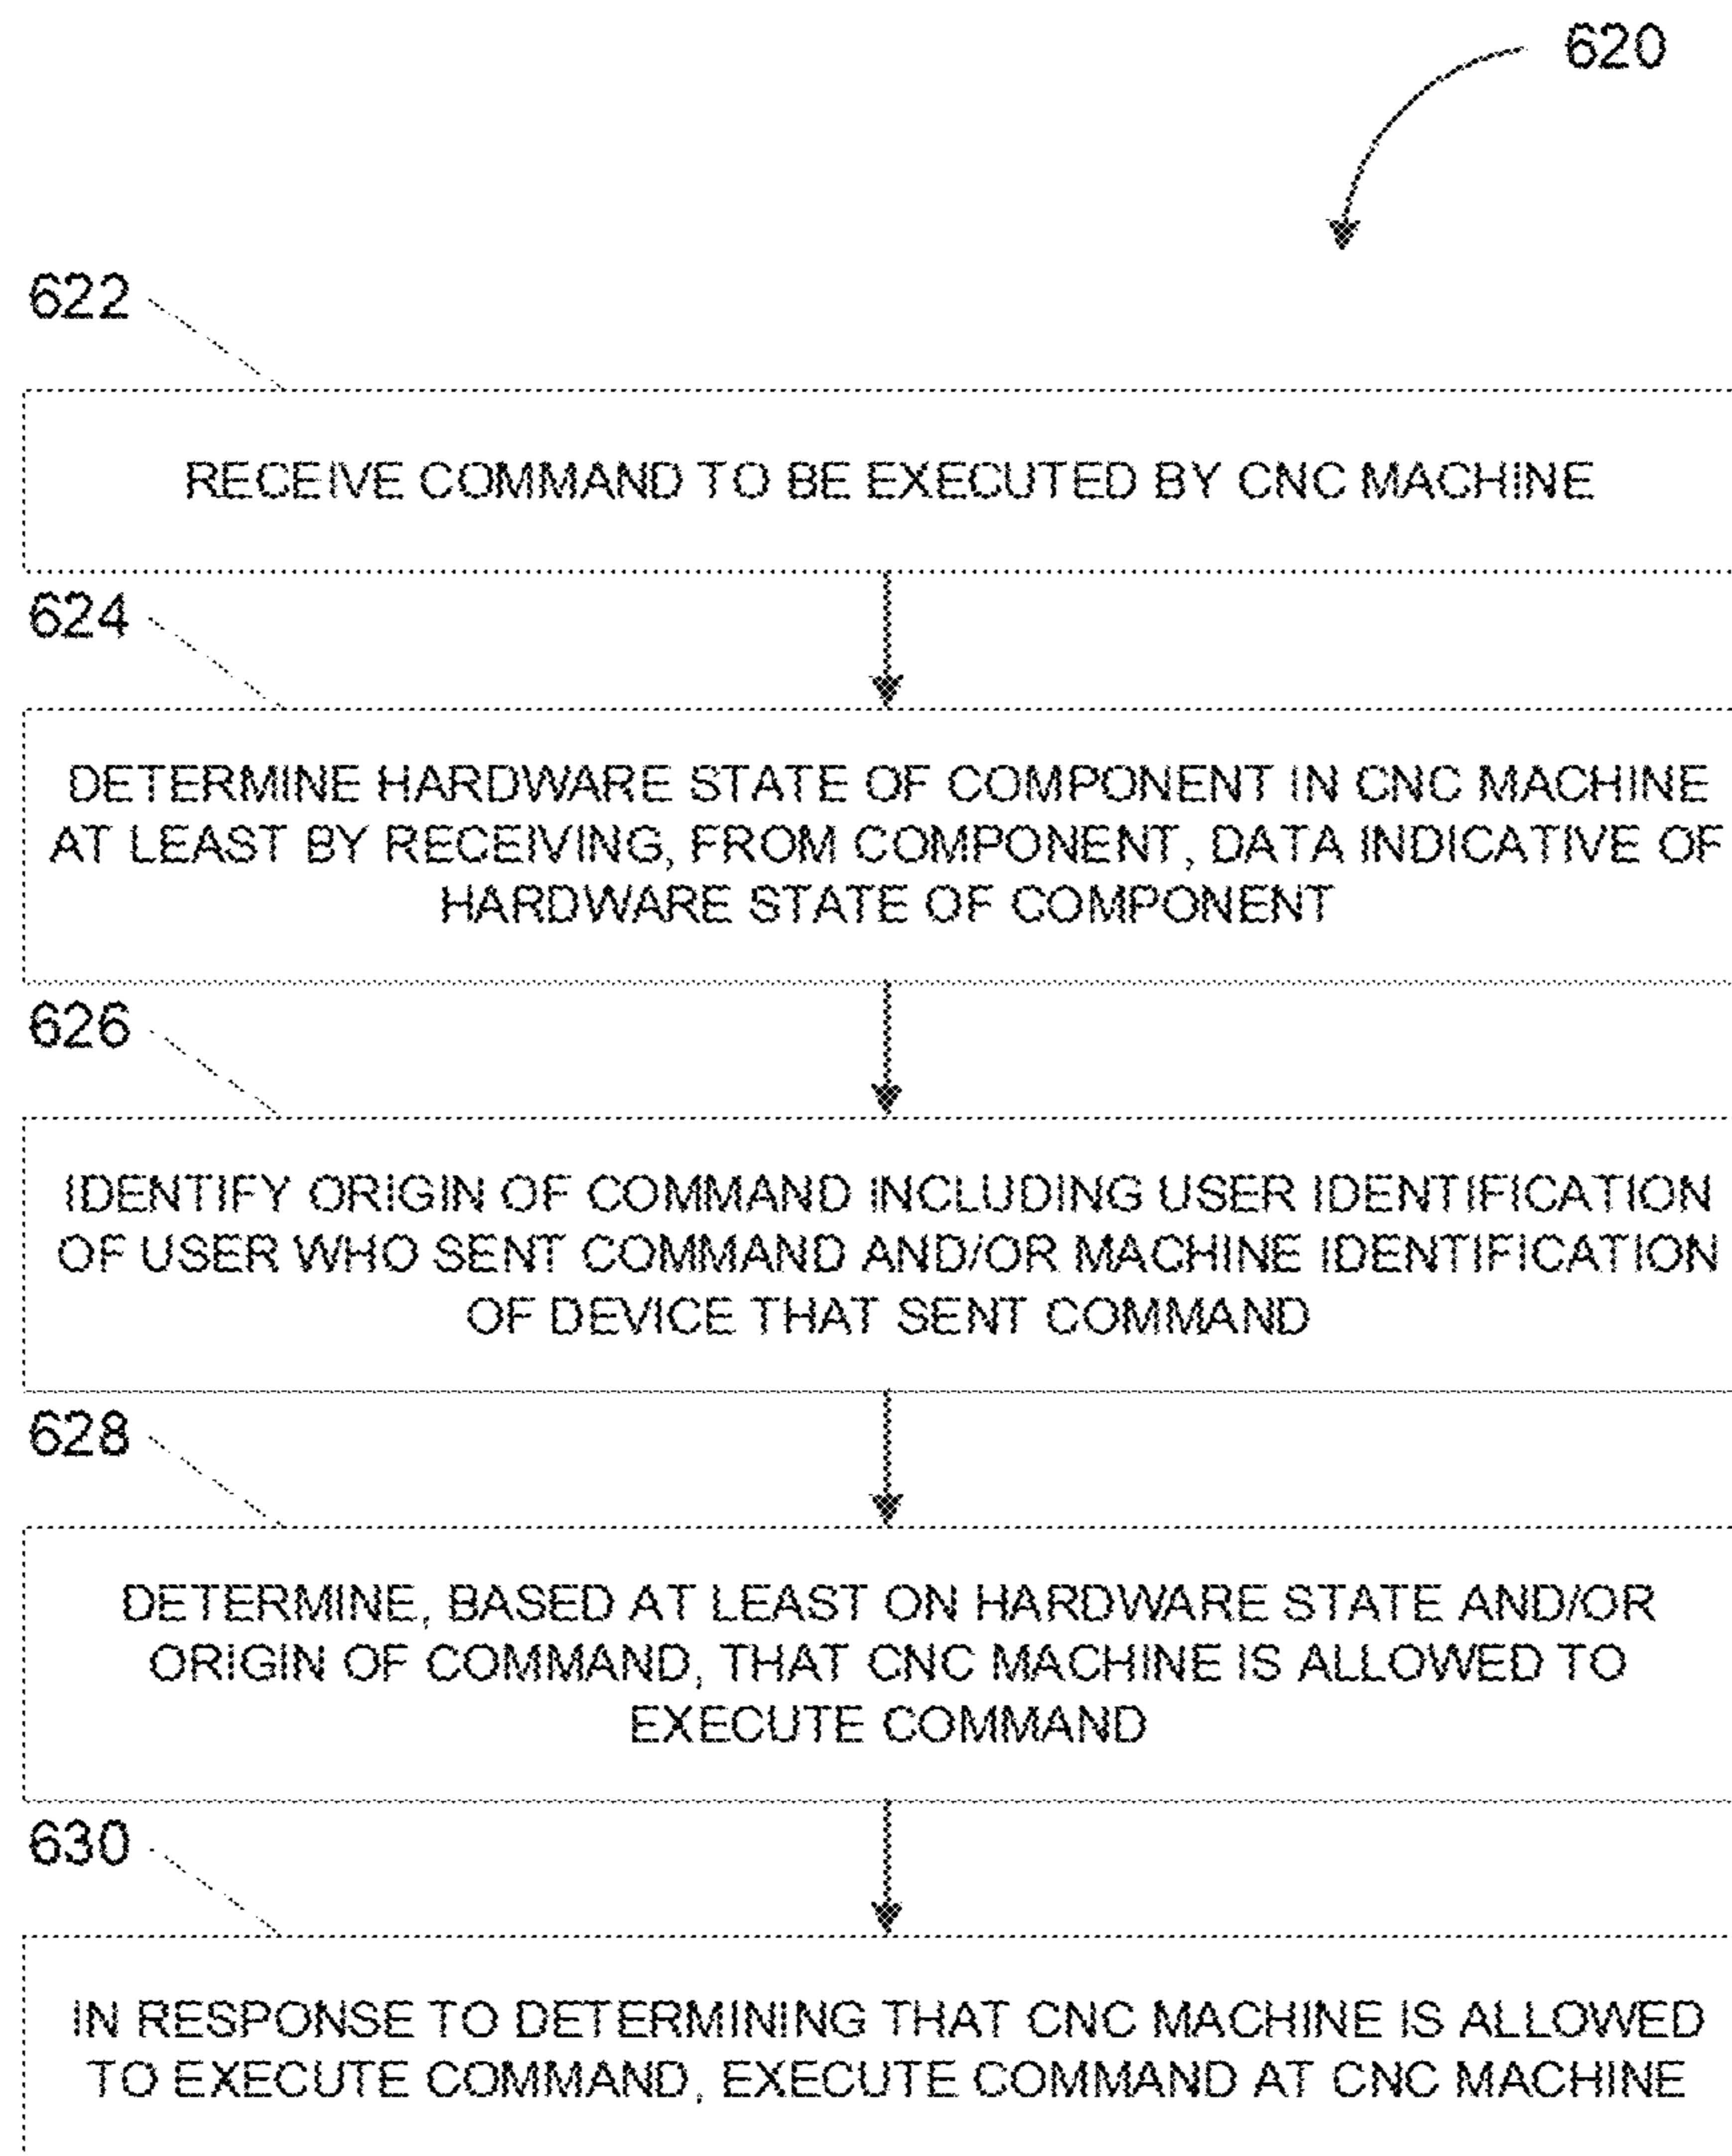 620
622
RECEIVE COMMAND TO BE EXECUTED BY CNC MACHINE
624
DETERMINE HARDWARE STATE OF COMPONENT IN CNC MACHINE
AT LEAST BY RECEIVING, FROM COMPONENT, DATA INDICATIVE OF
HARDWARE STATE OF COMPONENT
626
IDENTIFY ORIGIN OF COMMAND INCLUDING USER IDENTIFICATION
OF USER WHO SENT COMMAND AND/OR MACHINE IDENTIFICATION
OF DEVICE THAT SENT COMMAND
628
DETERMINE, BASED AT LEAST ON HARDWARE STATE AND/OR
ORIGIN OF COMMAND, THAT CNC MACHINE IS ALLOWED TO
EXECUTE COMMAND
630
IN RESPONSE TO DETERMINING THAT CNC MACHINE IS ALLOWED
TO EXECUTE COMMAND, EXECUTE COMMAND AT CNC MACHINE